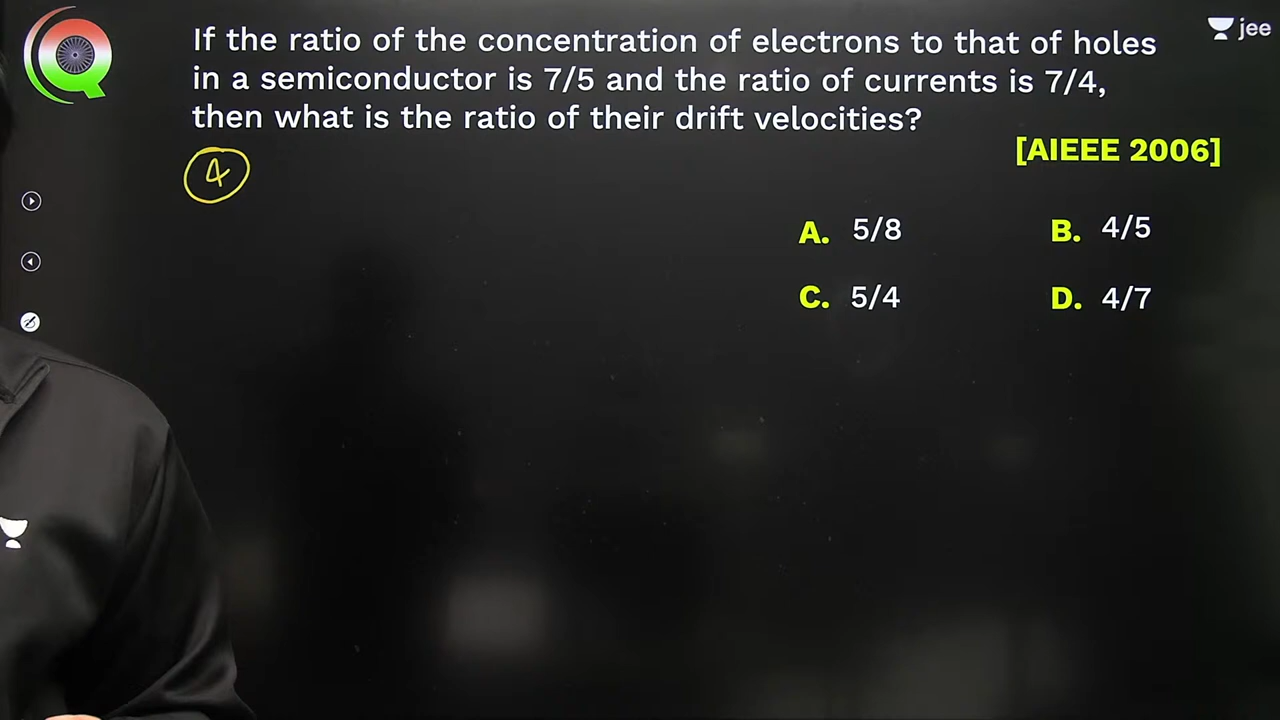 If the ratio of the concentration of electrons to that of holes
in a semiconductor is 7/5 and the ratio of currents is 7/4,
then what is the ratio of their drift velocities?
[AIEEE 2006]
4
A. 5/8
B. 4/5
C. 5/4
D. 4/7
jee